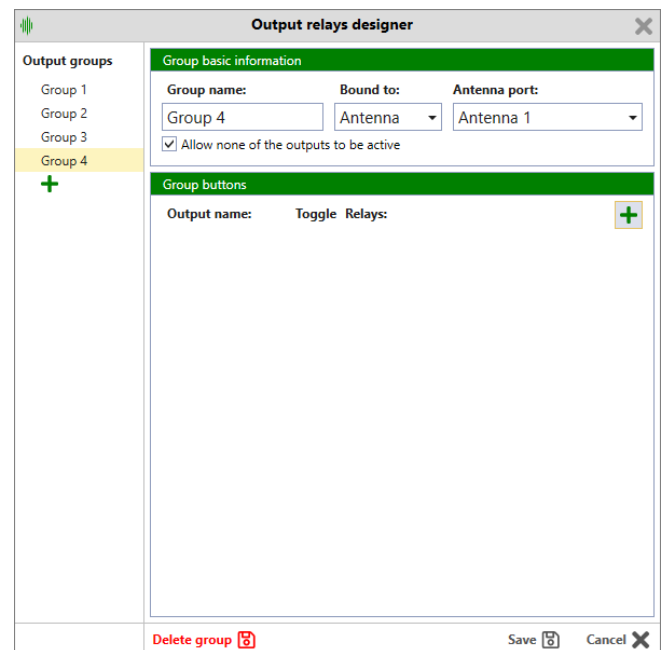 Output relays designer
Output groups
Group 1
Group 2
Group 3
Group 4
Group basic information
Group name: Bound to: Antenna port:
Group 4 Antenna Antenna 1
Allow none of the outputs to be active
Group buttons
Output name: Toggle Relays:
Delete group Save Cancel